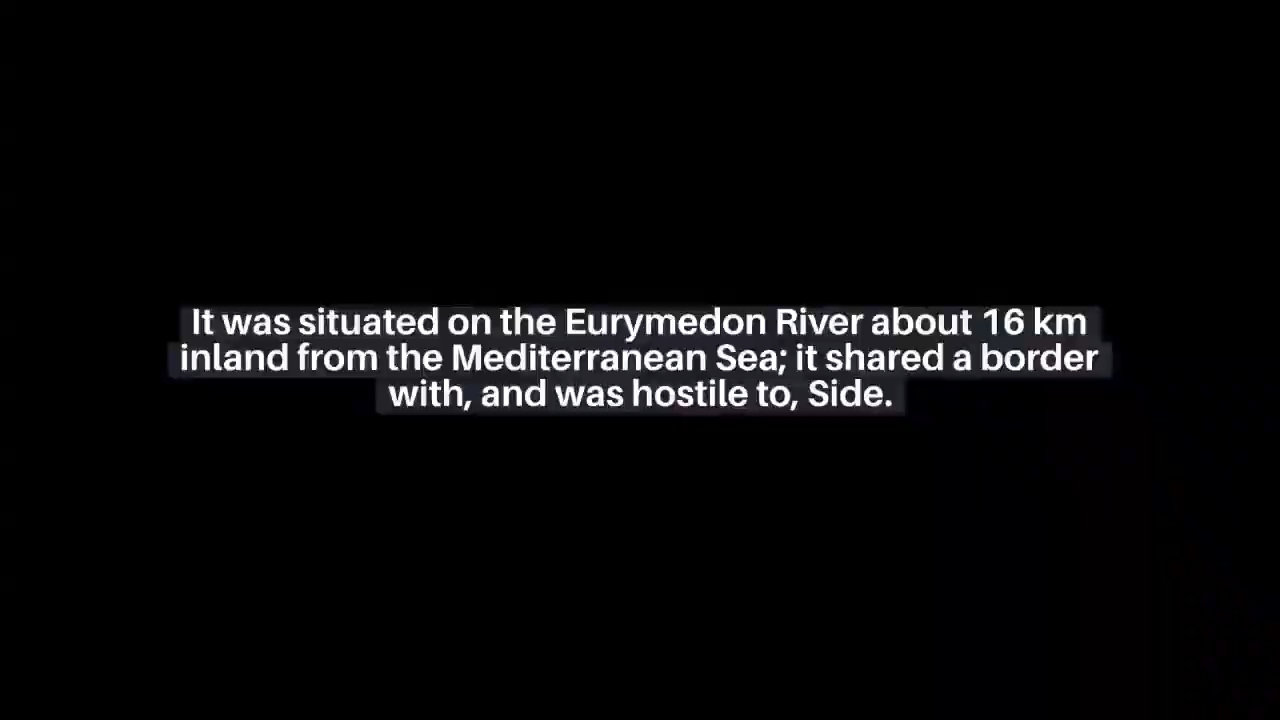 It was situated on the Eurymedon River about 16 km
inland from the Mediterranean Sea; it shared a border
with, and was hostile to, Side.